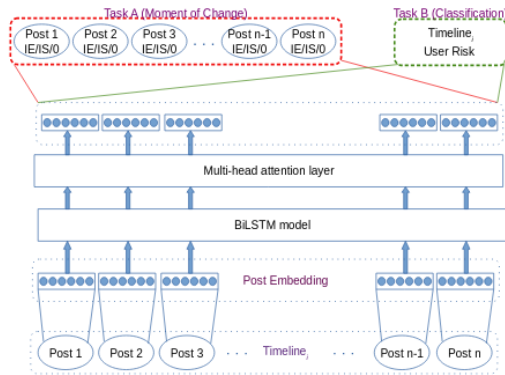 Task A (Moment of Change)
Task B (Classification)
Post 1 IE/IS/0
Post 2 IE/IS/0
Post 3 IE/IS/0
. . .
Post n-1 IE/IS/0
Post n IE/IS/0
Timelinej
User Risk
Multi-head attention layer
BiLSTM model
Post Embedding
Post 1 Post 2 Post 3 . . . Timelinej . . . Post n-1 Post n